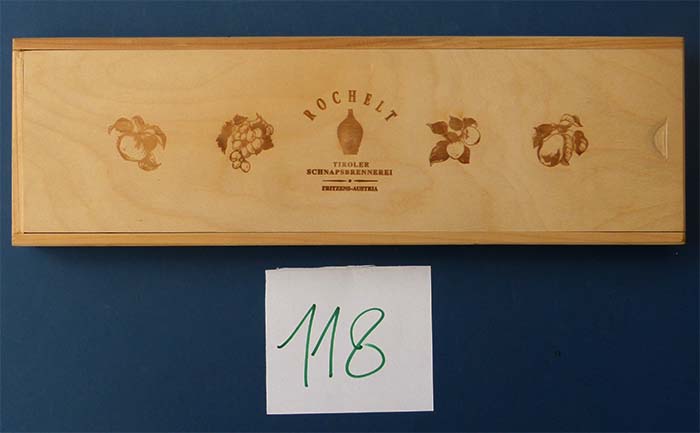 ROCHELT
TIROLER
SCHNAPSBRENNEREI
FRITZENS-AUSTRIA
118